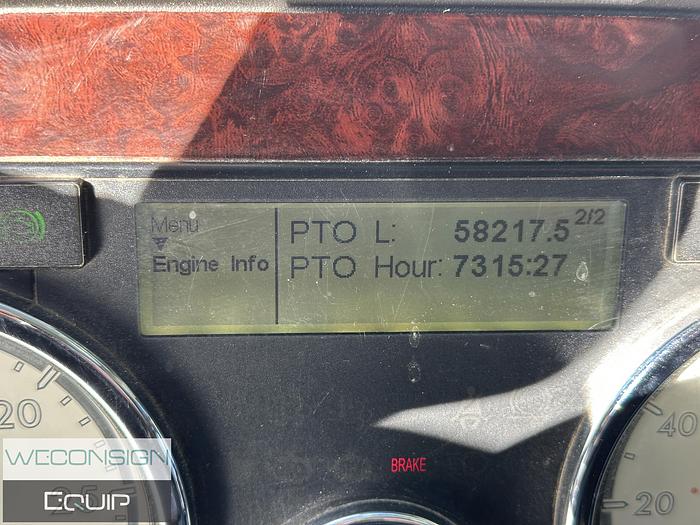 Menu
Engine Info
2/2
PTO L: 58217.5
PTO Hour: 7315:27
20
40
20
BRAKE
WECONSIGN
EQUIP